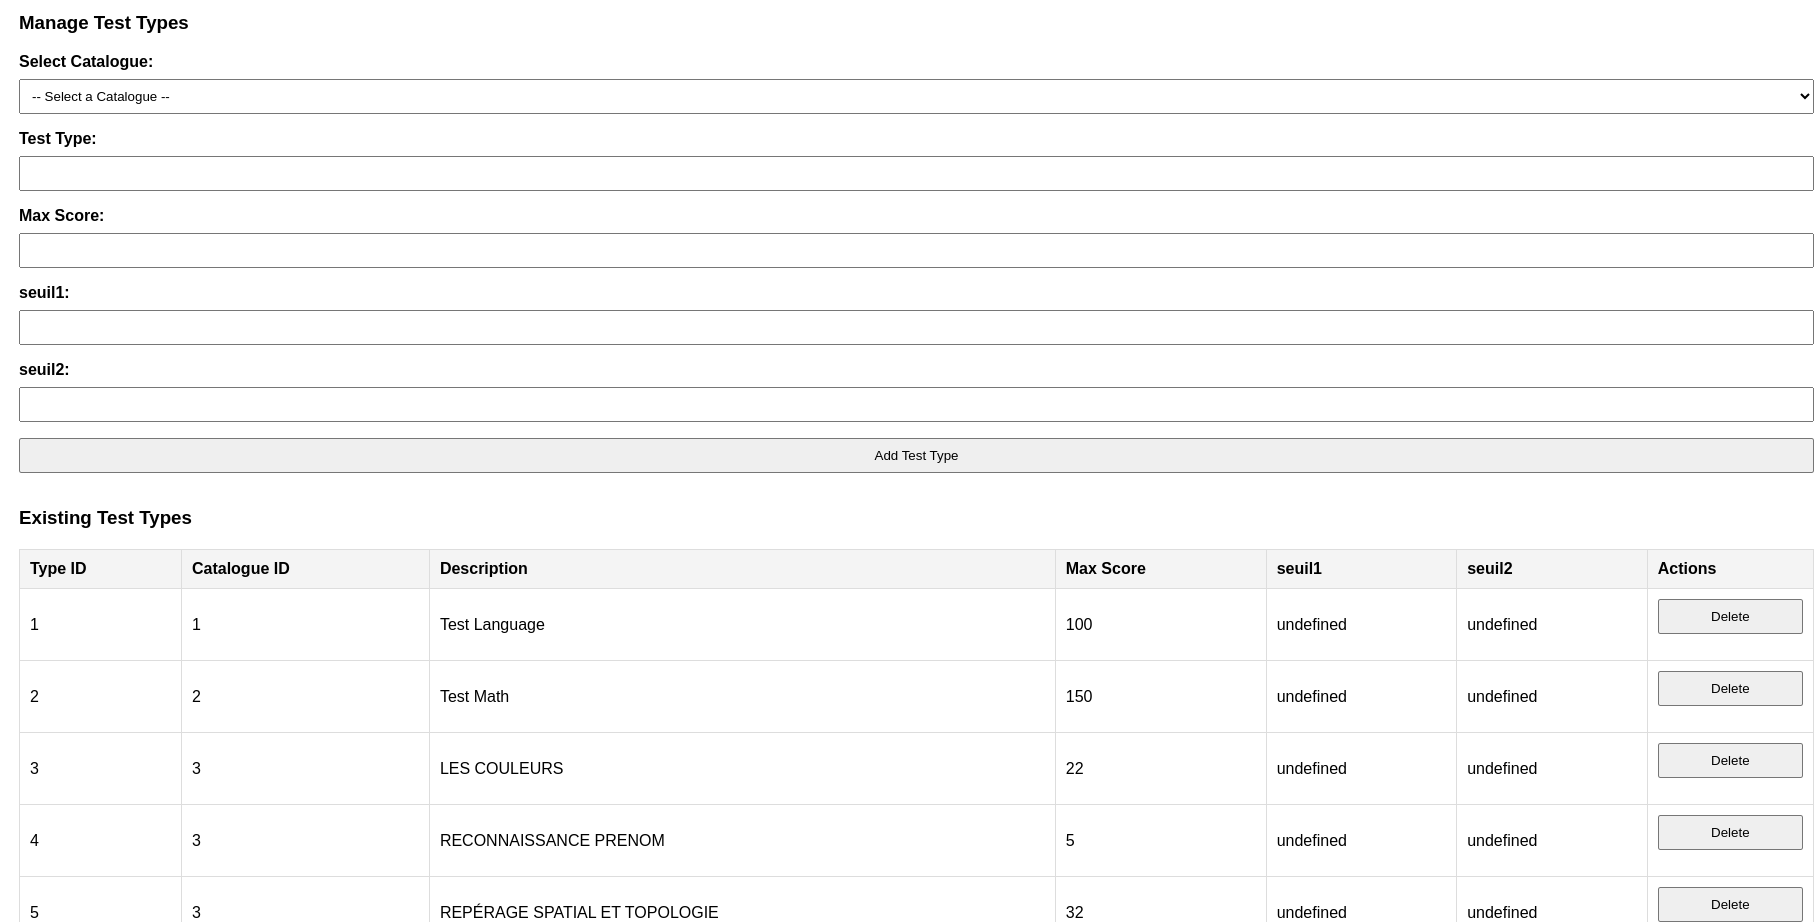 Manage Test Types
Select Catalogue:
-- Select a Catalogue --
Test Type:
Max Score:
seuil1:
seuil2:
Add Test Type
Existing Test Types
Type ID Catalogue ID Description Max Score seuil1 seuil2 Actions
1 1 Test Language 100 undefined undefined Delete
2 2 Test Math 150 undefined undefined Delete
3 3 LES COULEURS 22 undefined undefined Delete
4 3 RECONNAISSANCE PRENOM 5 undefined undefined Delete
5 3 REPÉRAGE SPATIAL ET TOPOLOGIE 32 undefined undefined Delete